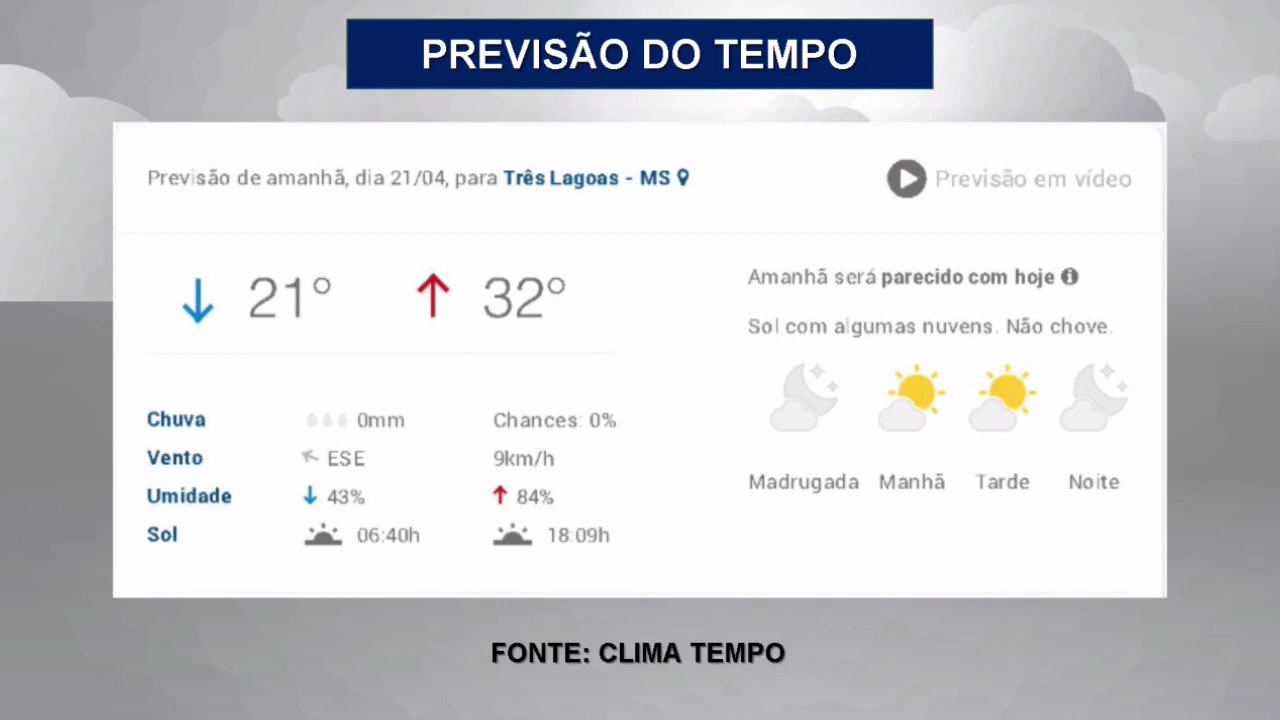 PREVISÃO DO TEMPO
Previsão de amanhã, dia 21/04, para Três Lagoas - MS
Previsão em vídeo
21° 32°
Amanhã será parecido com hoje
Sol com algumas nuvens. Não chove.
Chuva 0mm Chances: 0%
Vento ESE 9km/h
Umidade 43% 84%
Sol 06:40h 18:09h
Madrugada Manhã Tarde Noite
FONTE: CLIMA TEMPO